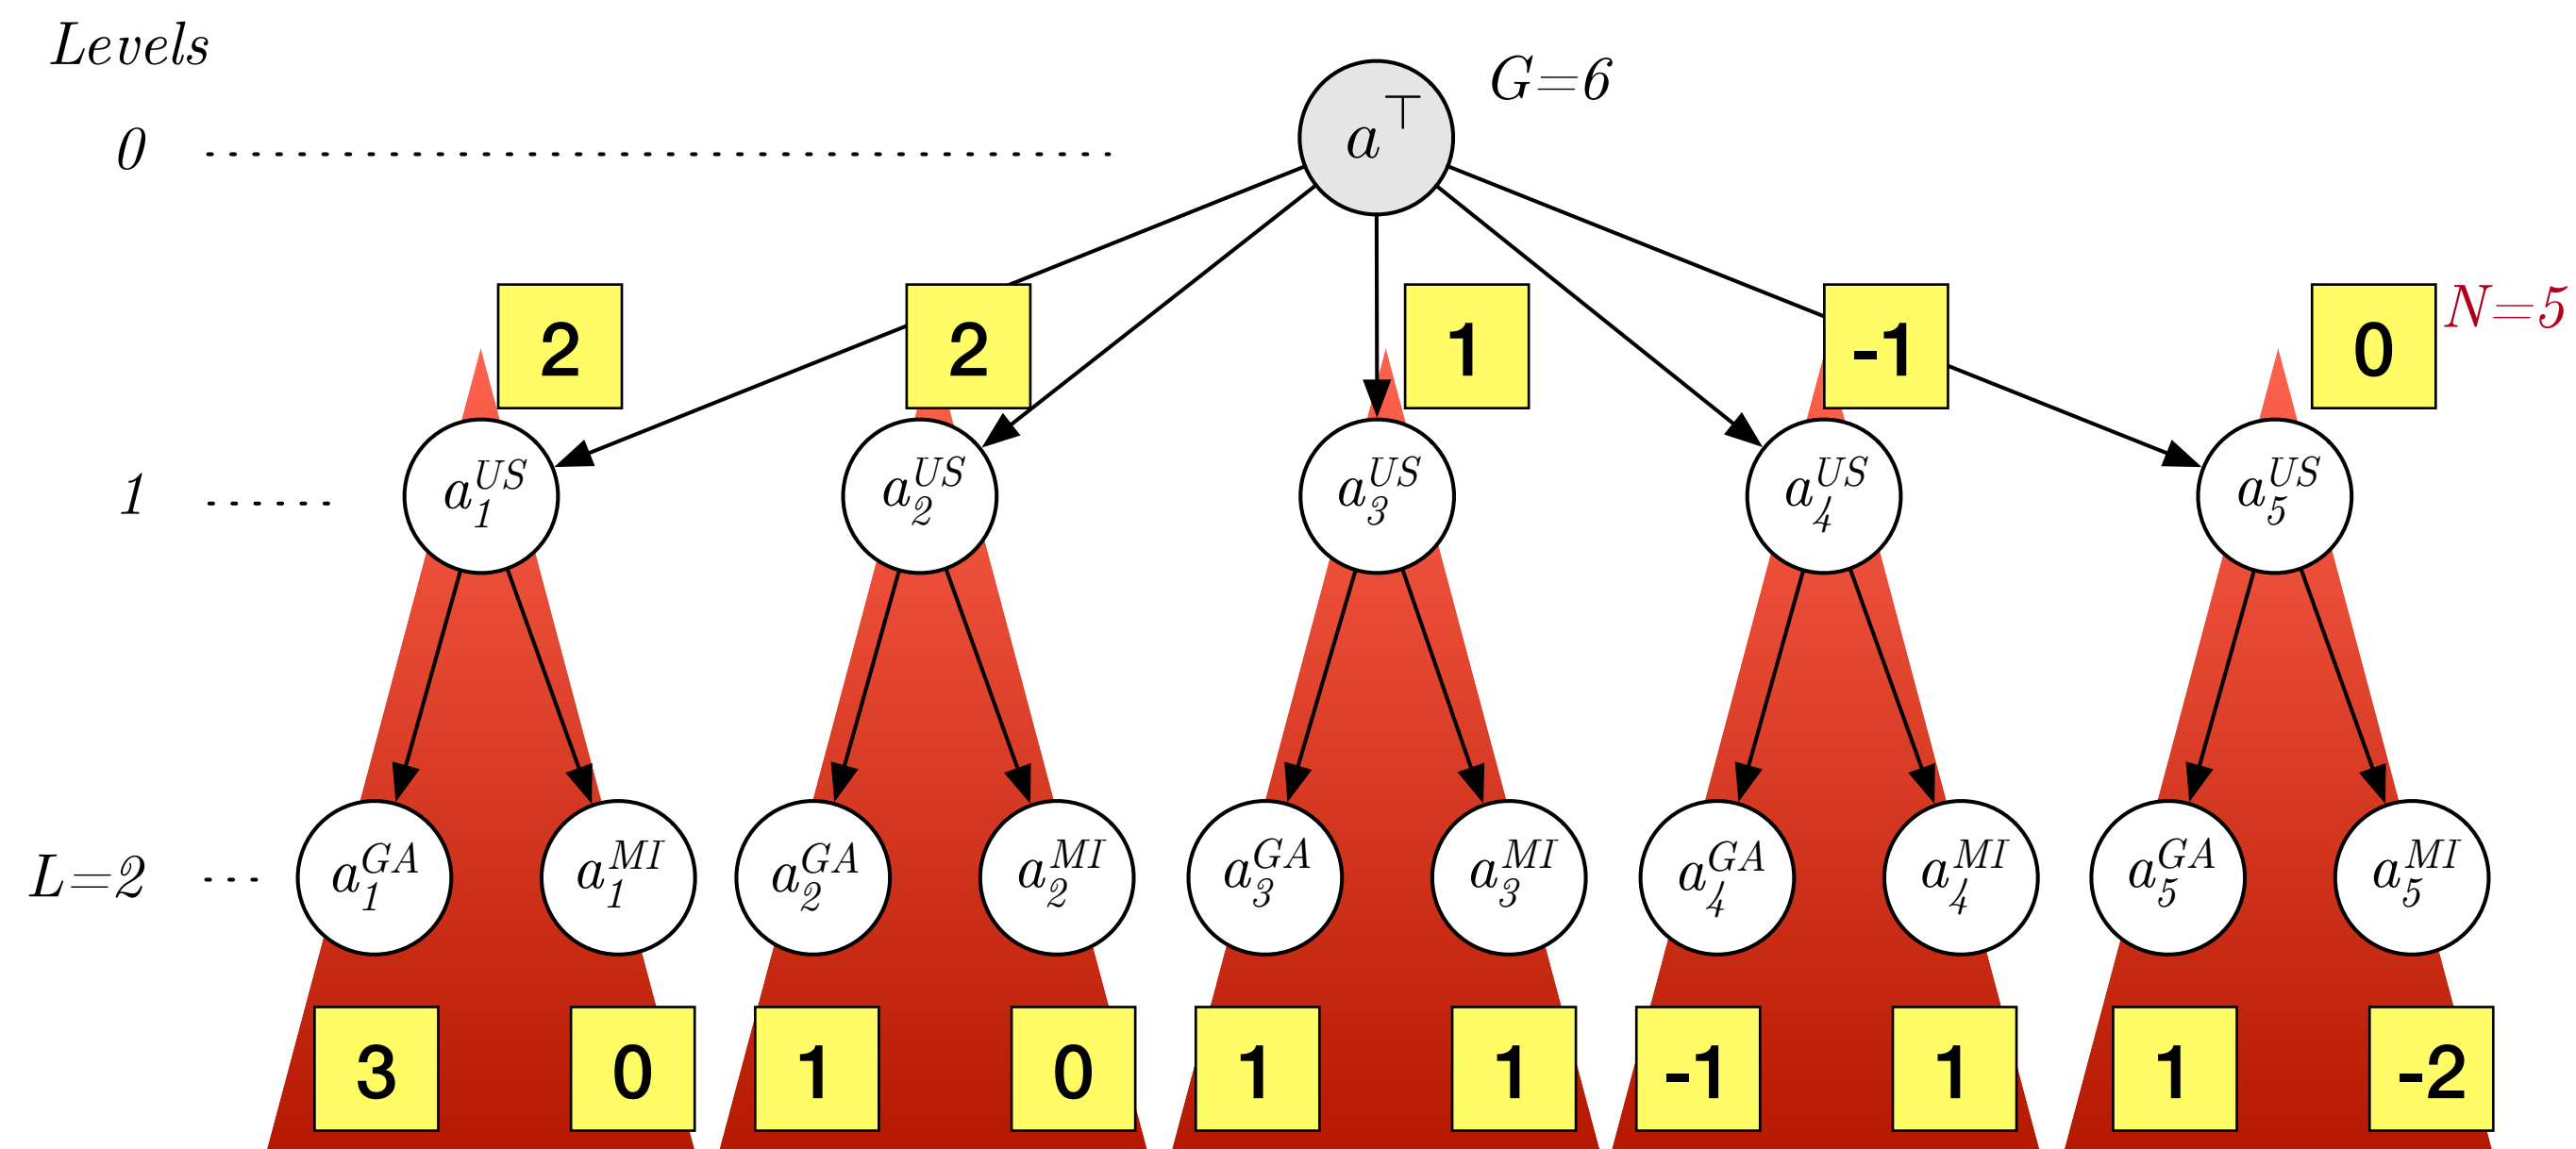 Levels
G=6
0
a⊤
2 2 1 -1 0 N=5
1
a₁^US a₂^US a₃^US a₄^US a₅^US
L=2
a₁^GA a₁^MI a₂^GA a₂^MI a₃^GA a₃^MI a₄^GA a₄^MI a₅^GA a₅^MI
3 0 1 0 1 1 -1 1 1 -2